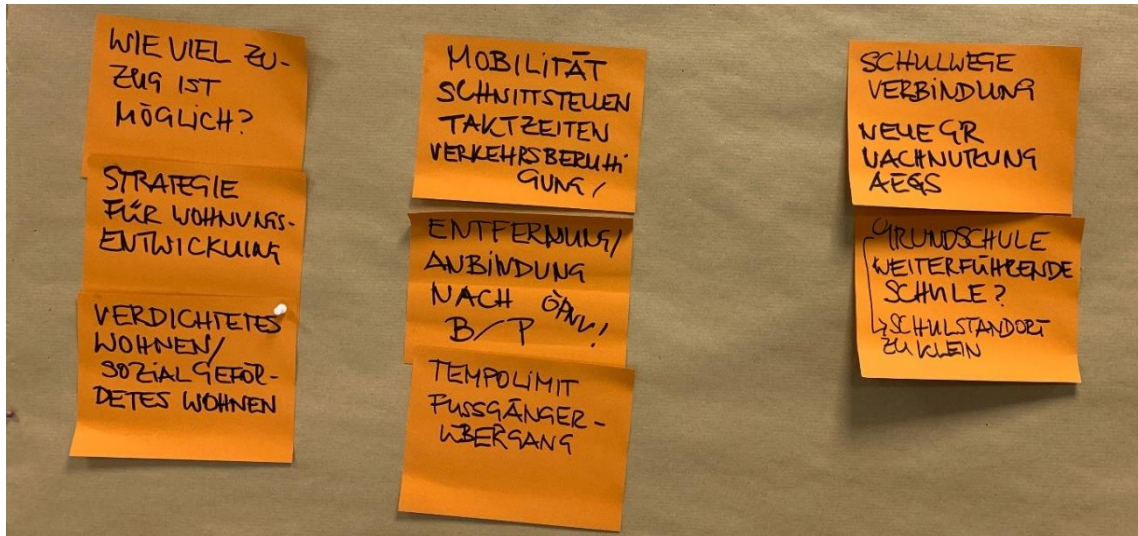 WIE VIEL ZU-
ZUG IST
MÖGLICH?
STRATEGIE
FÜR WOHNUNGS-
ENTWICKLUNG
VERDICHTETES
WOHNEN/
SOZIAL GEFÖR-
DETES WOHNEN
MOBILITÄT
SCHNITTSTELLEN
TAKTZEITEN
VERKEHRSBERUHI
GUNG/
ENTFERNUNG/
ANBINDUNG
NACH ÖPNV!
B/P
TEMPOLIMIT
FUSSGÄNGER-
ÜBERGANG
SCHULWEGE
VERBINDUNG
NEUE GR
NACHNUTZUNG
AEGS
GRUNDSCHULE
WEITERFÜHRENDE
SCHULE?
↳ SCHULSTANDORT
ZU KLEIN